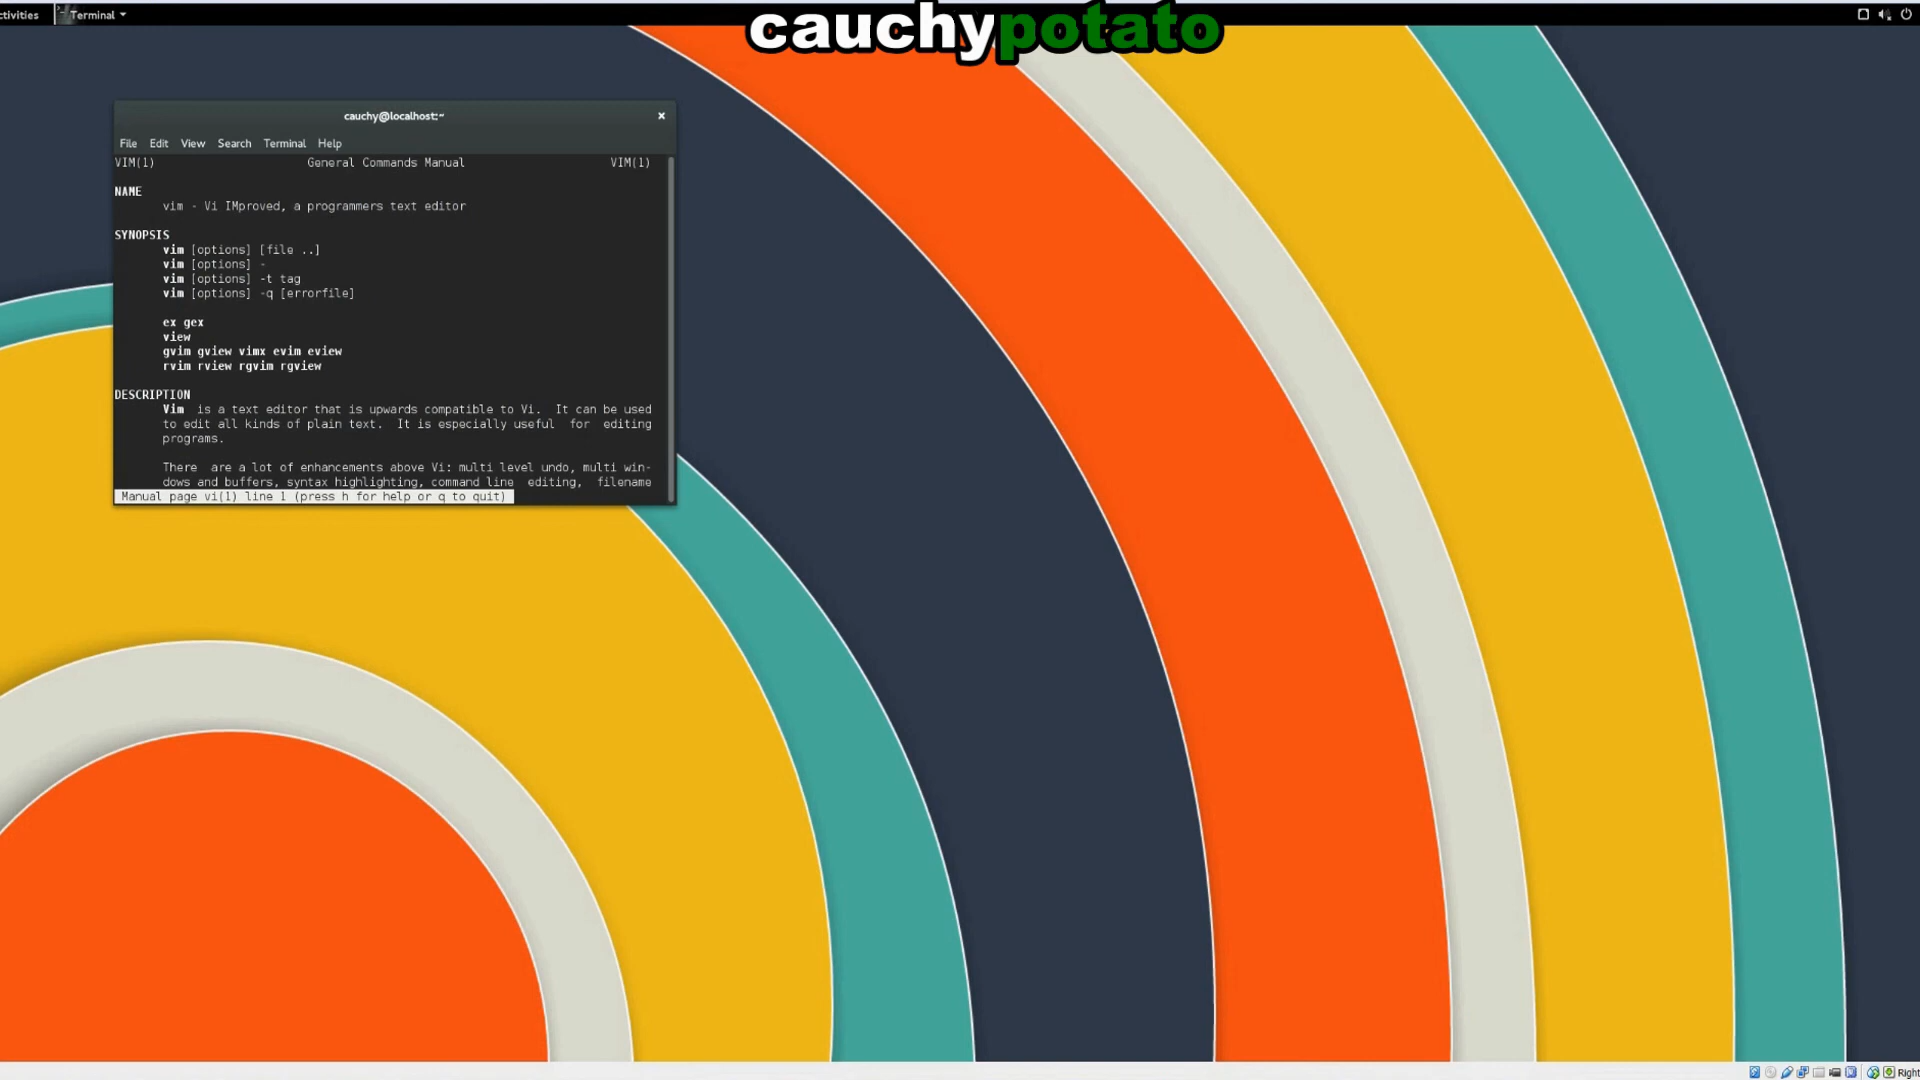 ctivities
Terminal
cauchypotato
cauchy@localhost:~
File Edit View Search Terminal Help
VIM(1) General Commands Manual VIM(1)
NAME
vim - Vi IMproved, a programmers text editor
SYNOPSIS
vim [options] [file ..]
vim [options] -
vim [options] -t tag
vim [options] -q [errorfile]
ex gex
view
gvim gview vimx evim eview
rvim rview rgvim rgview
DESCRIPTION
Vim is a text editor that is upwards compatible to Vi. It can be used
to edit all kinds of plain text. It is especially useful for editing
programs.
There are a lot of enhancements above Vi: multi level undo, multi win-
dows and buffers, syntax highlighting, command line editing, filename
Manual page vi(1) line 1 (press h for help or q to quit)
Right